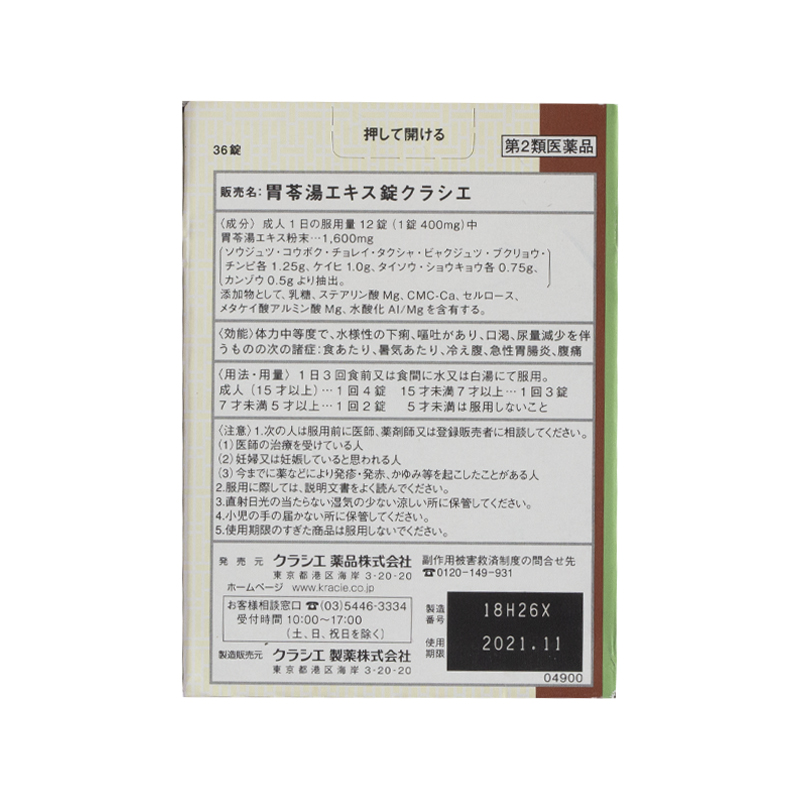 押して開ける
36錠
第2類医薬品
販売名：胃苓湯エキス錠クラシエ
〈成分〉成人1日の服用量12錠（1錠400mg）中
胃苓湯エキス粉末…1,600mg
ソウジュツ・コウボク・チョレイ・タクシャ・ビャクジュツ・ブクリョウ・
チンピ各1.25g、ケイヒ1.0g、タイソウ・ショウキョウ各0.75g、
カンゾウ0.5gより抽出。
添加物として、乳糖、ステアリン酸Mg、CMC-Ca、セルロース、
メタケイ酸アルミン酸Mg、水酸化Al/Mgを含有する。
〈効能〉体力中等度で、水様性の下痢、嘔吐があり、口渇、尿量減少を伴
うものの次の諸症：食あたり、暑気あたり、冷え腹、急性胃腸炎、腹痛
〈用法・用量〉1日3回食前又は食間に水又は白湯にて服用。
成人（15才以上）…1回4錠 15才未満7才以上…1回3錠
7才未満5才以上…1回2錠 5才未満は服用しないこと
〈注意〉1.次の人は服用前に医師、薬剤師又は登録販売者に相談してください。
(1)医師の治療を受けている人
(2)妊婦又は妊娠していると思われる人
(3)今までに薬などにより発疹・発赤、かゆみ等を起こしたことがある人
2.服用に際しては、説明文書をよく読んでください。
3.直射日光の当たらない湿気の少ない涼しい所に保管してください。
4.小児の手の届かない所に保管してください。
5.使用期限のすぎた商品は服用しないでください。
発売元 クラシエ薬品株式会社
東京都港区海岸3-20-20
ホームページ www.kracie.co.jp
副作用被害救済制度の問合せ先
☎0120-149-931
お客様相談窓口 ☎(03)5446-3334
受付時間 10:00〜17:00
（土、日、祝日を除く）
製造販売元 クラシエ製薬株式会社
東京都港区海岸3-20-20
製造番号 18H26X
使用期限 2021.11
04900